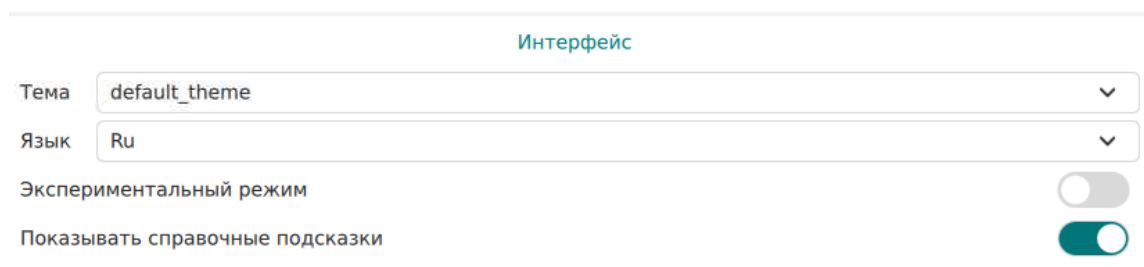 Интерфейс
Тема default_theme
Язык Ru
Экспериментальный режим
Показывать справочные подсказки